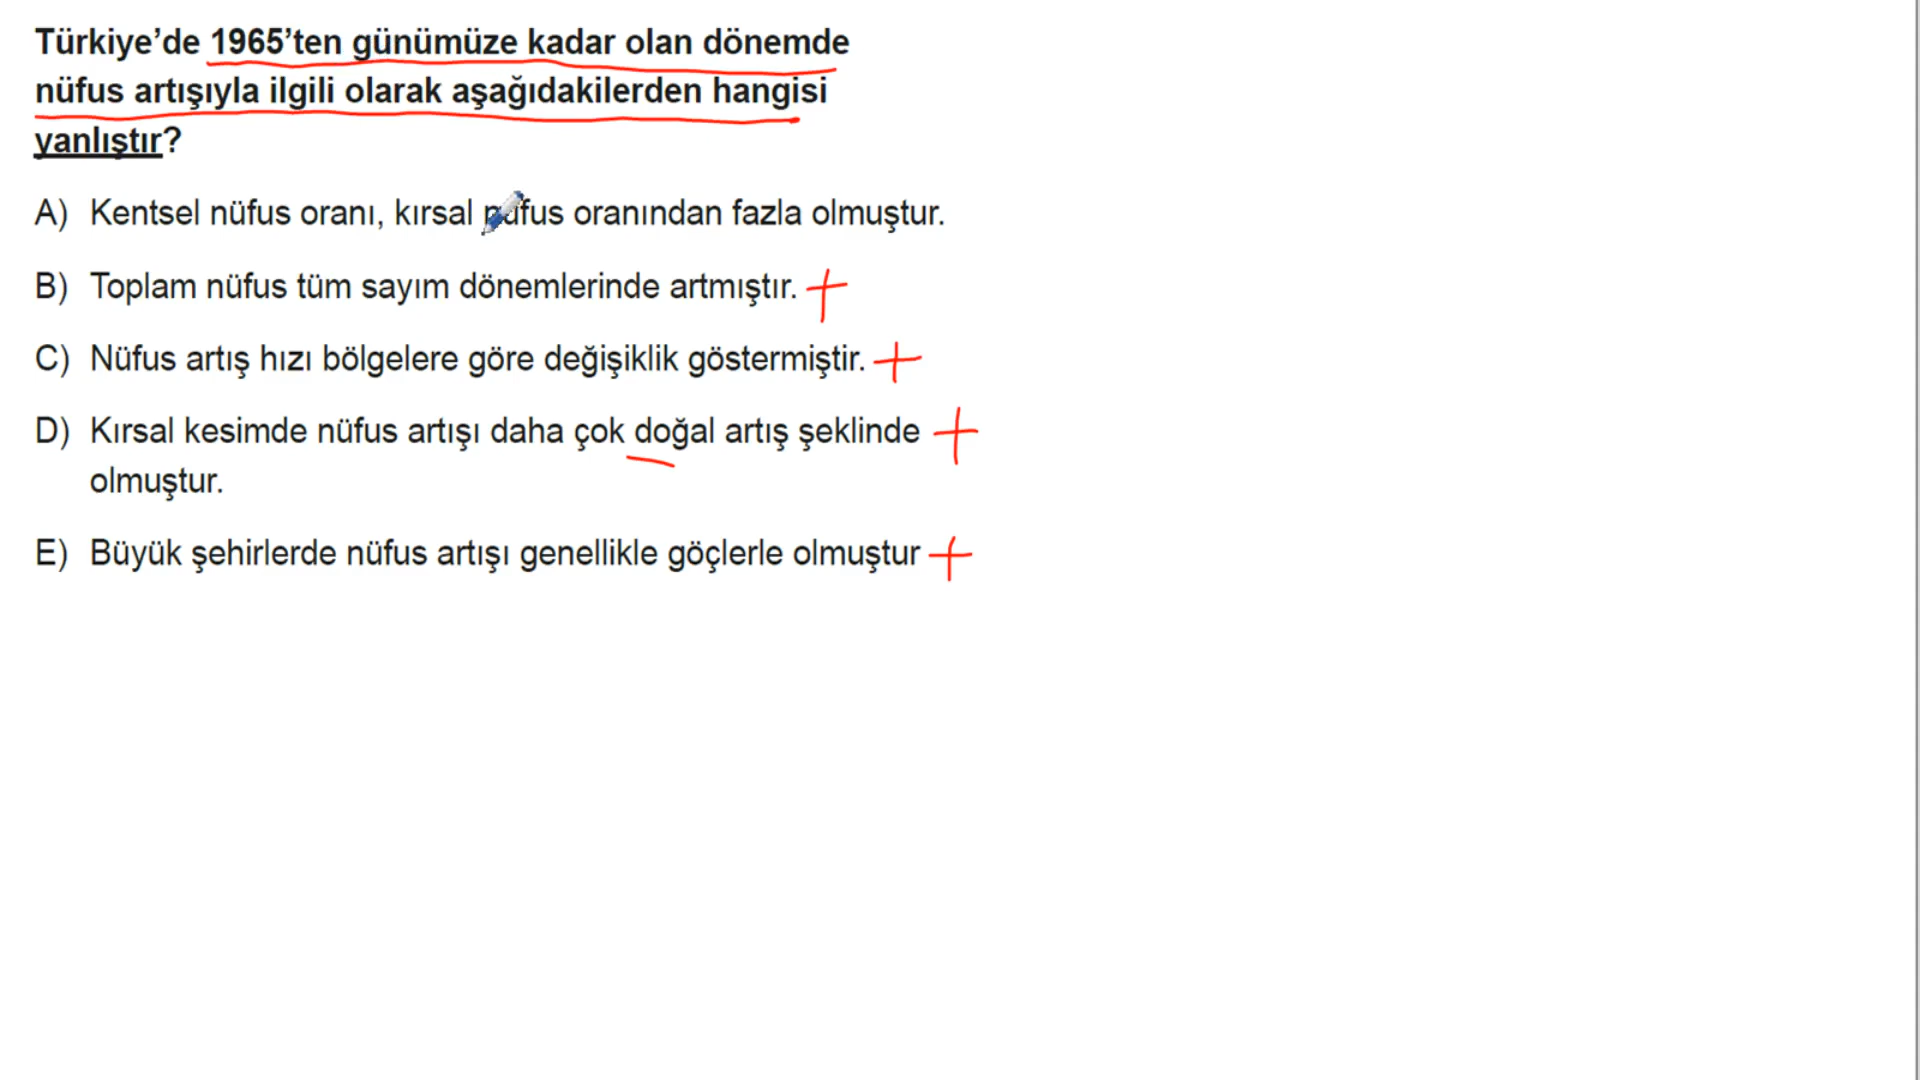 Türkiye’de 1965’ten günümüze kadar olan dönemde
nüfus artışıyla ilgili olarak aşağıdakilerden hangisi
yanlıştır?
A) Kentsel nüfus oranı, kırsal nüfus oranından fazla olmuştur.
B) Toplam nüfus tüm sayım dönemlerinde artmıştır. +
C) Nüfus artış hızı bölgelere göre değişiklik göstermiştir. +
D) Kırsal kesimde nüfus artışı daha çok doğal artış şeklinde +
olmuştur.
E) Büyük şehirlerde nüfus artışı genellikle göçlerle olmuştur +